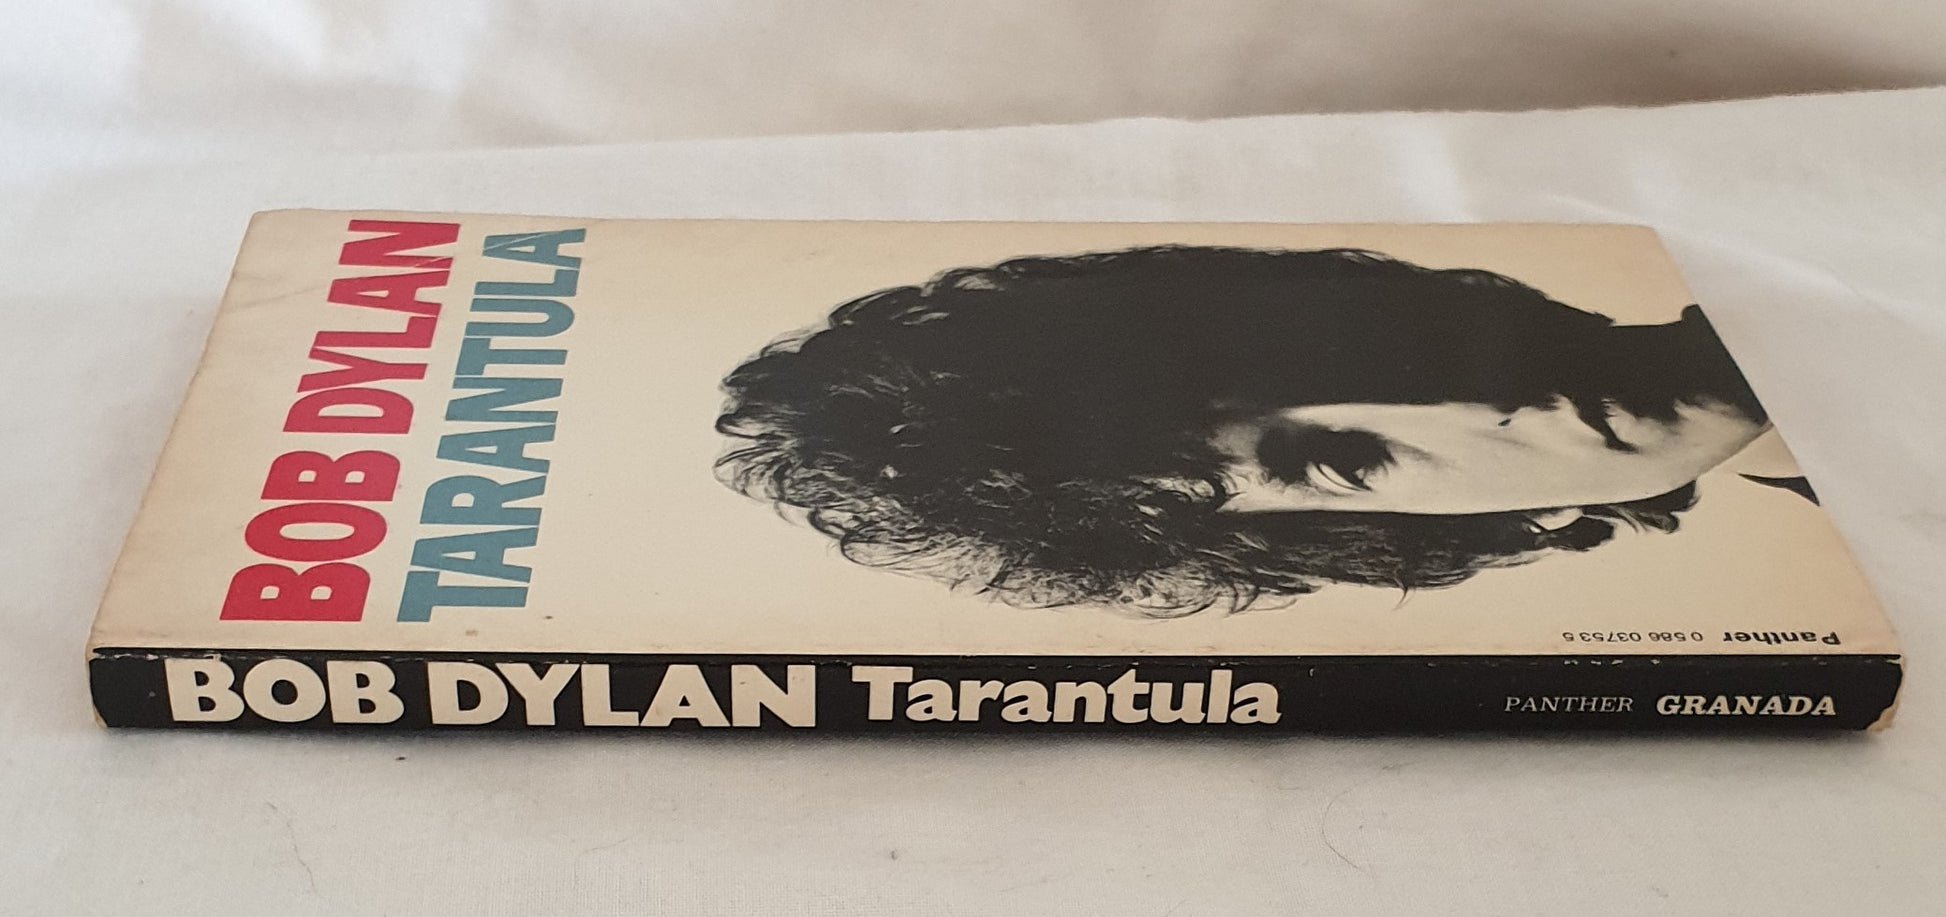 BOB DYLAN
TARANTULA
Panther 0 586 03753 5
BOB DYLAN Tarantula PANTHER GRANADA